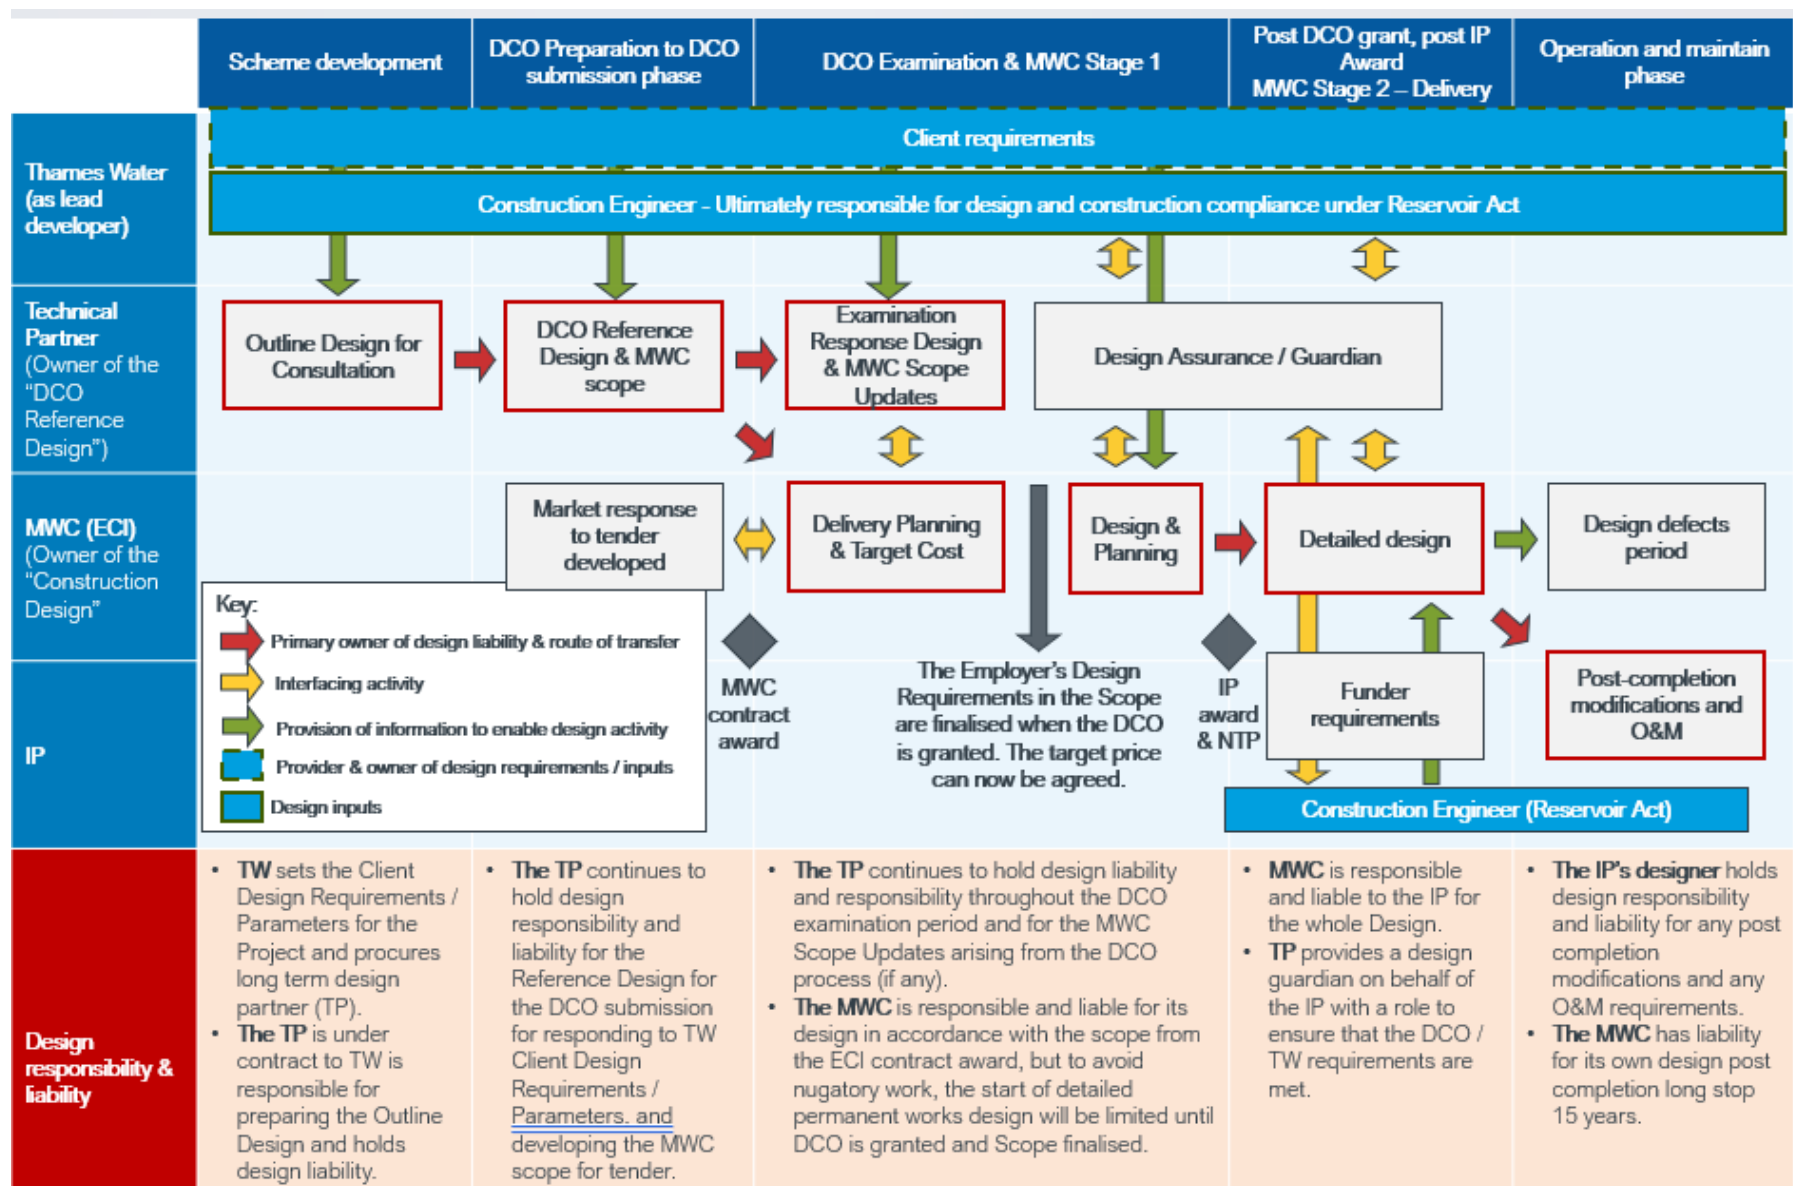 Scheme development
DCO Preparation to DCO
submission phase
DCO Examination & MWC Stage 1
Post DCO grant, post IP
Award
MWC Stage 2 – Delivery
Operation and maintain
phase
Thames Water
(as lead
developer)
Client requirements
Construction Engineer - Ultimately responsible for design and construction compliance under Reservoir Act
Technical
Partner
(Owner of the
“DCO
Reference
Design”)
Outline Design for
Consultation
DCO Reference
Design & MWC
scope
Examination
Response Design
& MWC Scope
Updates
Design Assurance / Guardian
MWC (ECI)
(Owner of the
“Construction
Design”
Market response
to tender
developed
Delivery Planning
& Target Cost
Design &
Planning
Detailed design
Design defects
period
Key:
Primary owner of design liability & route of transfer
Interfacing activity
Provision of information to enable design activity
Provider & owner of design requirements / inputs
Design inputs
IP
MWC
contract
award
The Employer’s Design
Requirements in the Scope
are finalised when the DCO
is granted. The target price
can now be agreed.
IP
award
& NTP
Funder
requirements
Post-completion
modifications and
O&M
Construction Engineer (Reservoir Act)
Design
responsibility &
liability
• TW sets the Client
Design Requirements /
Parameters for the
Project and procures
long term design
partner (TP).
• The TP is under
contract to TW is
responsible for
preparing the Outline
Design and holds
design liability.
• The TP continues to
hold design
responsibility and
liability for the
Reference Design for
the DCO submission
for responding to TW
Client Design
Requirements /
Parameters. and
developing the MWC
scope for tender.
• The TP continues to hold design liability
and responsibility throughout the DCO
examination period and for the MWC
Scope Updates arising from the DCO
process (if any).
• The MWC is responsible and liable for its
design in accordance with the scope from
the ECI contract award, but to avoid
nugatory work, the start of detailed
permanent works design will be limited until
DCO is granted and Scope finalised.
• MWC is responsible
and liable to the IP for
the whole Design.
• TP provides a design
guardian on behalf of
the IP with a role to
ensure that the DCO /
TW requirements are
met.
• The IP’s designer holds
design responsibility
and liability for any post
completion
modifications and any
O&M requirements.
• The MWC has liability
for its own design post
completion long stop
15 years.